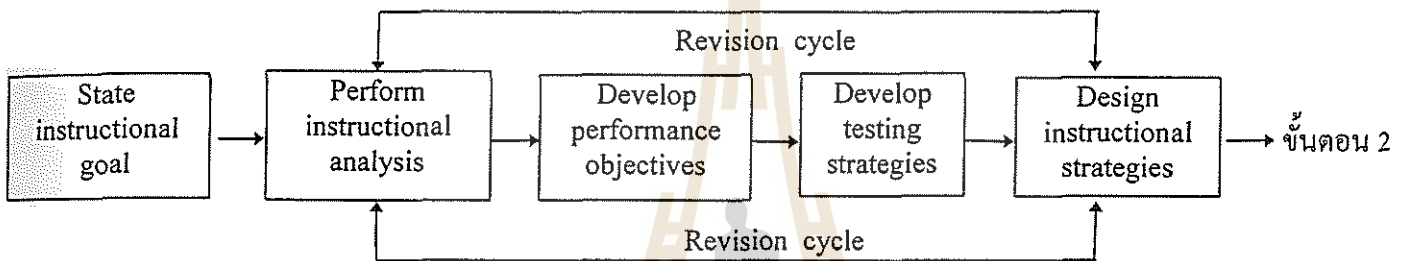 Revision cycle
State
instructional
goal
Perform
instructional
analysis
Develop
performance
objectives
Develop
testing
strategies
Design
instructional
strategies
ขั้นตอน 2
Revision cycle